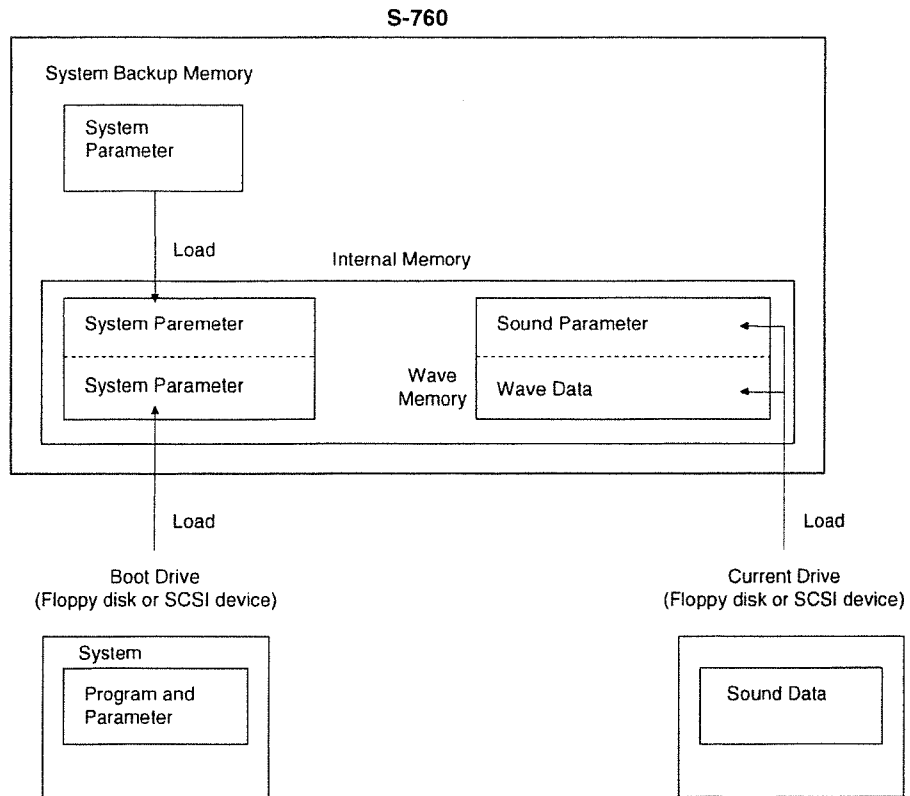 S-760
System Backup Memory
System
Parameter
Load
Internal Memory
System Paremeter
System Parameter
Wave
Memory
Sound Parameter
Wave Data
Load
Load
Boot Drive
(Floppy disk or SCSI device)
Current Drive
(Floppy disk or SCSI device)
System
Program and
Parameter
Sound Data